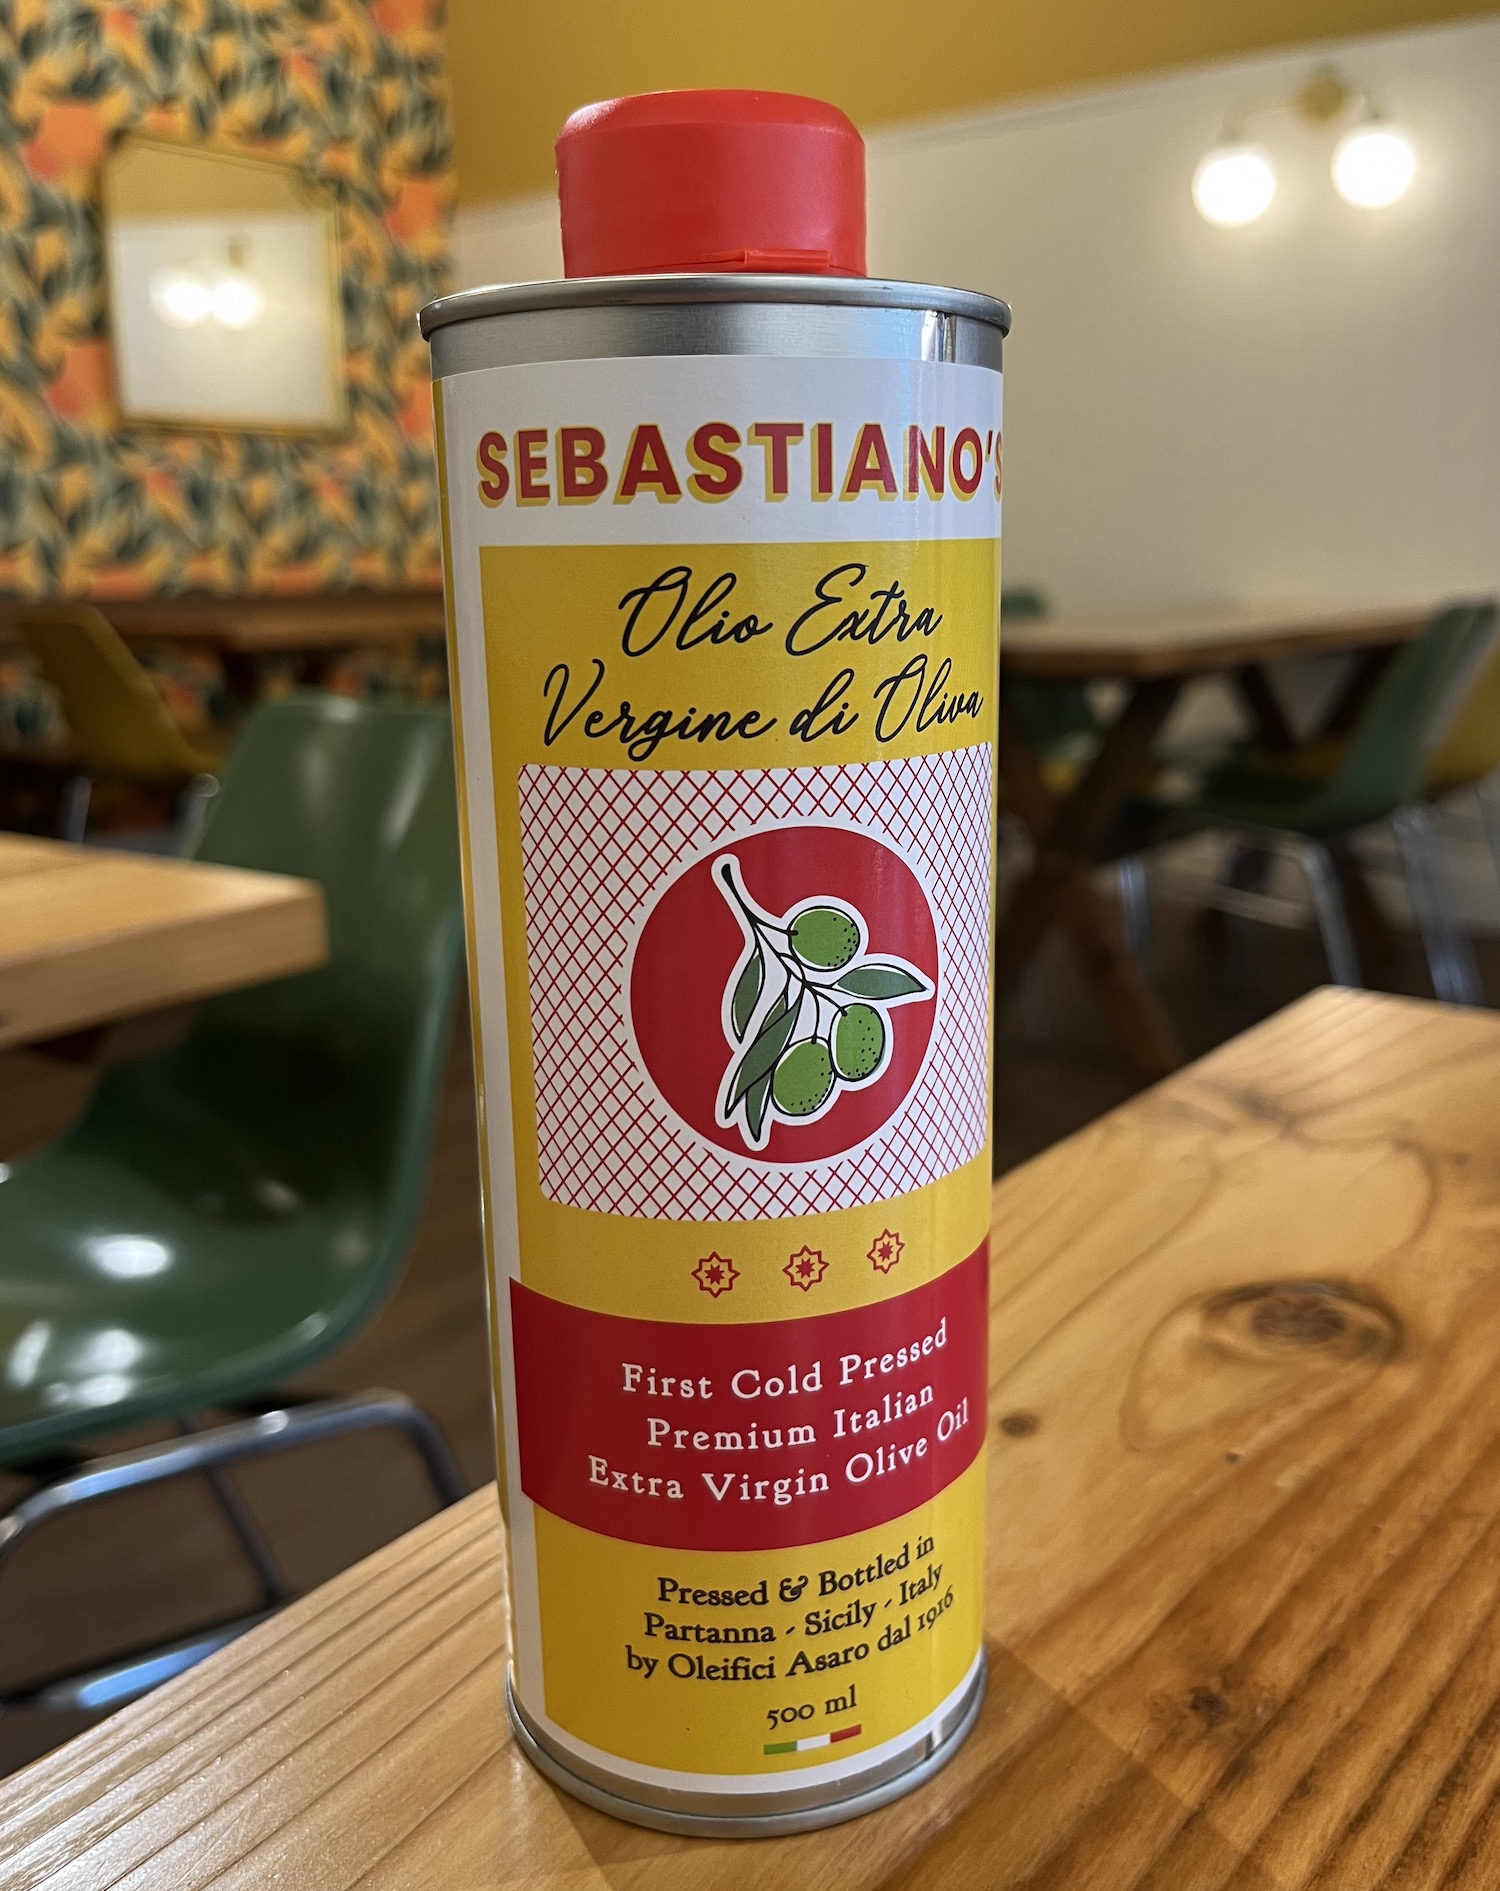 SEBASTIANO'S
Olio Extra
Vergine di Oliva
First Cold Pressed
Premium Italian
Extra Virgin Olive Oil
Pressed & Bottled in
Partanna - Sicily - Italy
by Oleifici Asaro dal 1916
500 ml